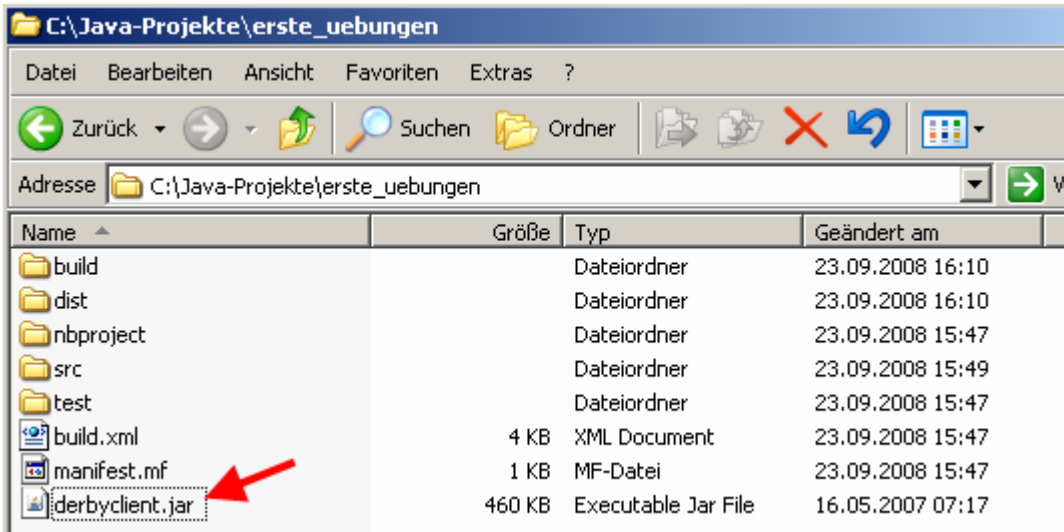 C:\Java-Projekte\erste_uebungen
Datei Bearbeiten Ansicht Favoriten Extras ?
Zurück Suchen Ordner
Adresse C:\Java-Projekte\erste_uebungen
Name Größe Typ Geändert am
build Dateiordner 23.09.2008 16:10
dist Dateiordner 23.09.2008 16:10
nbproject Dateiordner 23.09.2008 15:47
src Dateiordner 23.09.2008 15:49
test Dateiordner 23.09.2008 15:47
build.xml 4 KB XML Document 23.09.2008 15:47
manifest.mf 1 KB MF-Datei 23.09.2008 15:47
derbyclient.jar 460 KB Executable Jar File 16.05.2007 07:17